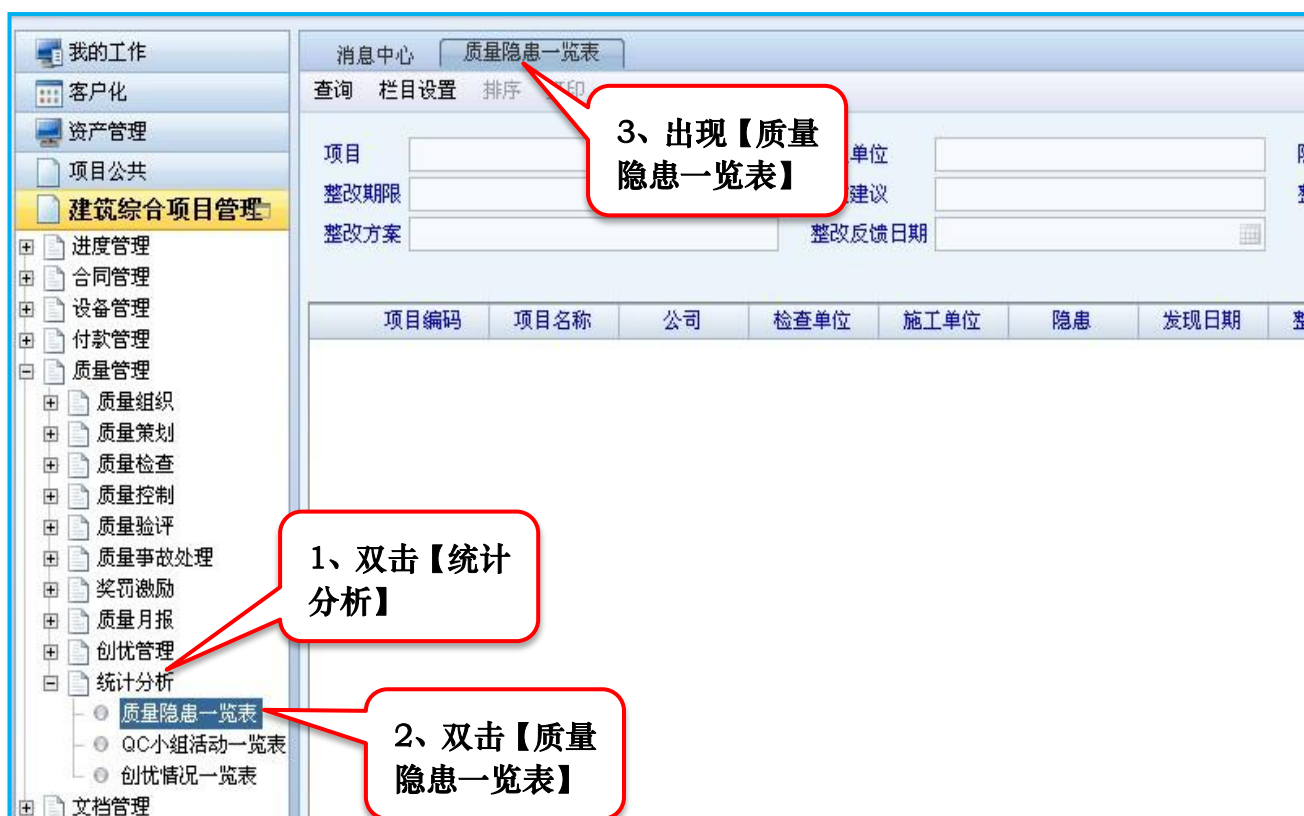 我的工作
客户化
资产管理
项目公共
建筑综合项目管理
进度管理
合同管理
设备管理
付款管理
质量管理
质量组织
质量策划
质量检查
质量控制
质量验评
质量事故处理
奖罚激励
质量月报
创优管理
统计分析
质量隐患一览表
QC小组活动一览表
创优情况一览表
文档管理
消息中心 质量隐患一览表
查询 栏目设置 排序 打印
项目 单位
整改期限 建议
整改方案 整改反馈日期
项目编码 项目名称 公司 检查单位 施工单位 隐患 发现日期
3、出现【质量
隐患一览表】
1、双击【统计
分析】
2、双击【质量
隐患一览表】